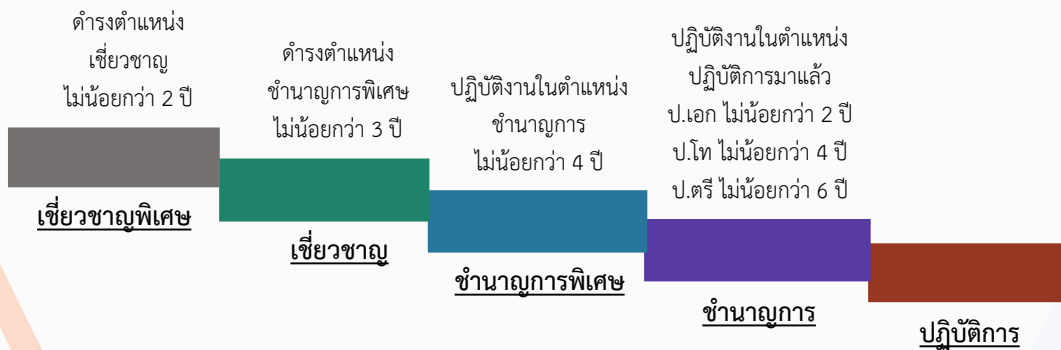 ดำรงตำแหน่ง
เชี่ยวชาญ
ไม่น้อยกว่า 2 ปี
เชี่ยวชาญพิเศษ
ดำรงตำแหน่ง
ชำนาญการพิเศษ
ไม่น้อยกว่า 3 ปี
เชี่ยวชาญ
ปฏิบัติงานในตำแหน่ง
ชำนาญการ
ไม่น้อยกว่า 4 ปี
ชำนาญการพิเศษ
ปฏิบัติงานในตำแหน่ง
ปฏิบัติการมาแล้ว
ป.เอก ไม่น้อยกว่า 2 ปี
ป.โท ไม่น้อยกว่า 4 ปี
ป.ตรี ไม่น้อยกว่า 6 ปี
ชำนาญการ
ปฏิบัติการ